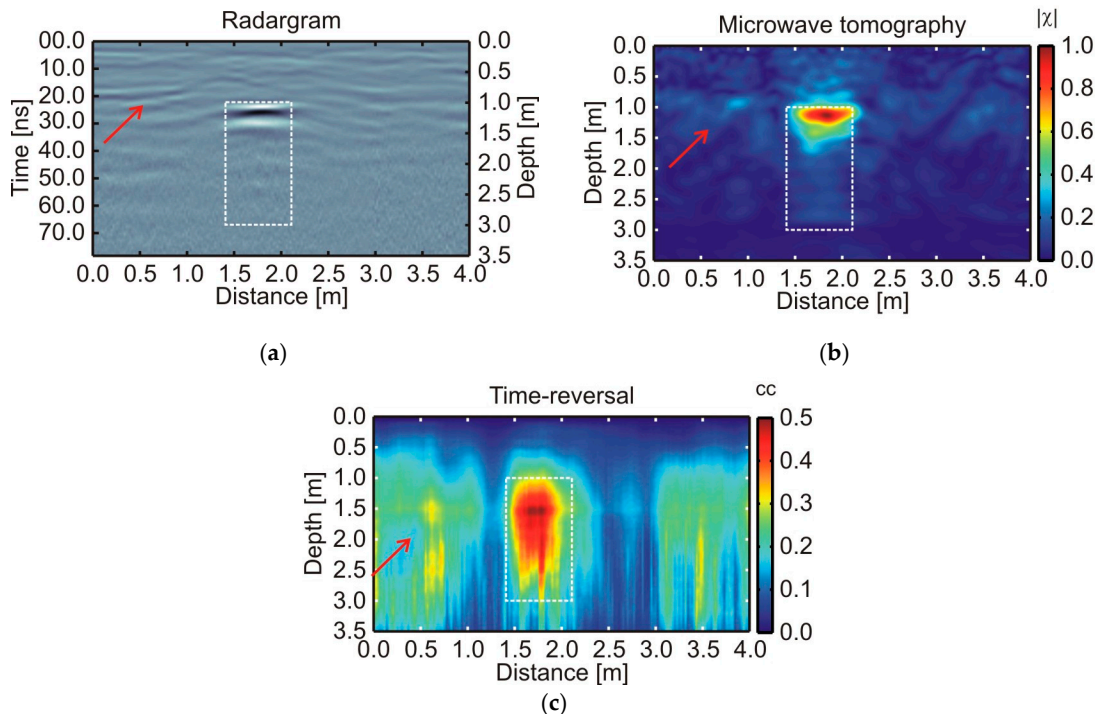 Radargram
00.0
10.0
20.0
30.0
40.0
50.0
60.0
70.0
Time [ns]
0.0
0.5
1.0
1.5
2.0
2.5
3.0
3.5
Depth [m]
0.0 0.5 1.0 1.5 2.0 2.5 3.0 3.5 4.0
Distance [m]
(a)
Microwave tomography
|χ|
0.0
0.5
1.0
1.5
2.0
2.5
3.0
3.5
Depth [m]
1.0
0.8
0.6
0.4
0.2
0.0
0.0 0.5 1.0 1.5 2.0 2.5 3.0 3.5 4.0
Distance [m]
(b)
Time-reversal
cc
0.0
0.5
1.0
1.5
2.0
2.5
3.0
3.5
Depth [m]
0.5
0.4
0.3
0.2
0.1
0.0
0.0 0.5 1.0 1.5 2.0 2.5 3.0 3.5 4.0
Distance [m]
(c)